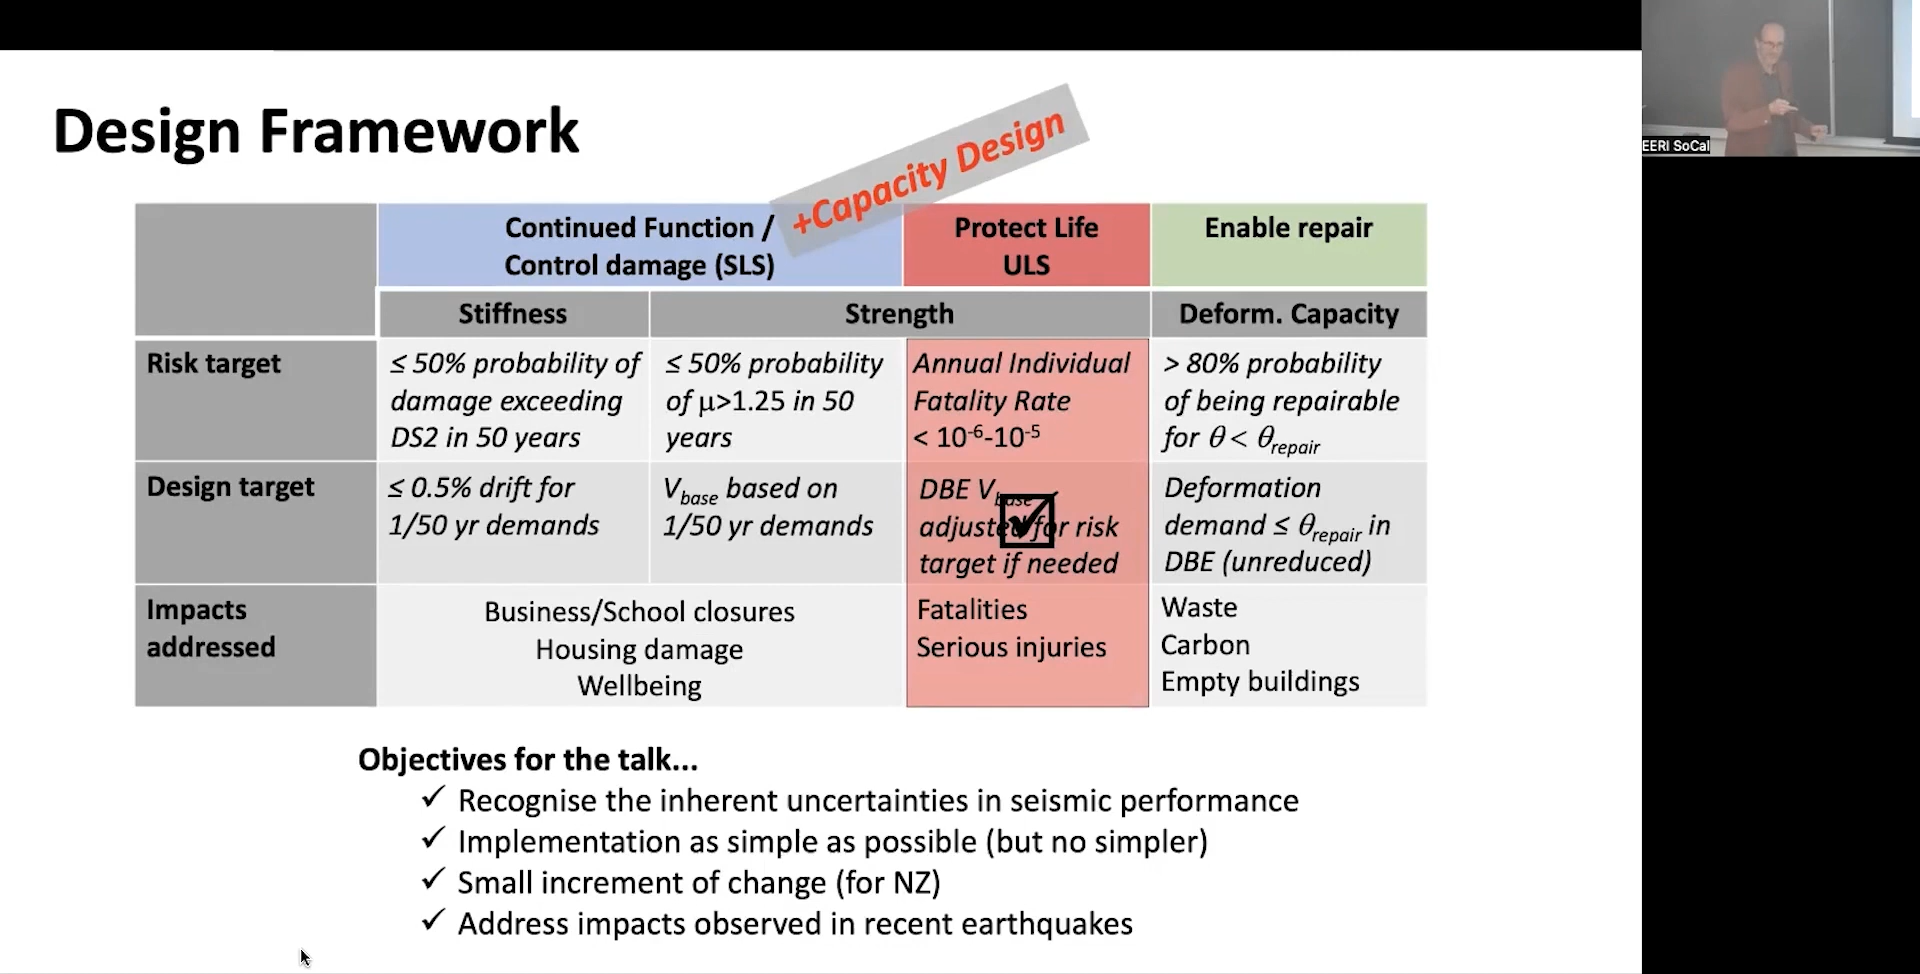 Design Framework
+Capacity Design
EERI SoCal
Continued Function /
Control damage (SLS)
Protect Life
ULS
Enable repair
Stiffness
Strength
Deform. Capacity
Risk target
≤ 50% probability of
damage exceeding
DS2 in 50 years
≤ 50% probability
of μ>1.25 in 50
years
Annual Individual
Fatality Rate
< 10⁻⁶-10⁻⁵
> 80% probability
of being repairable
for θ < θrepair
Design target
≤ 0.5% drift for
1/50 yr demands
Vbase based on
1/50 yr demands
DBE Vbase
adjusted for risk
target if needed
Deformation
demand ≤ θrepair in
DBE (unreduced)
Impacts
addressed
Business/School closures
Housing damage
Wellbeing
Fatalities
Serious injuries
Waste
Carbon
Empty buildings
Objectives for the talk...
✓ Recognise the inherent uncertainties in seismic performance
✓ Implementation as simple as possible (but no simpler)
✓ Small increment of change (for NZ)
✓ Address impacts observed in recent earthquakes